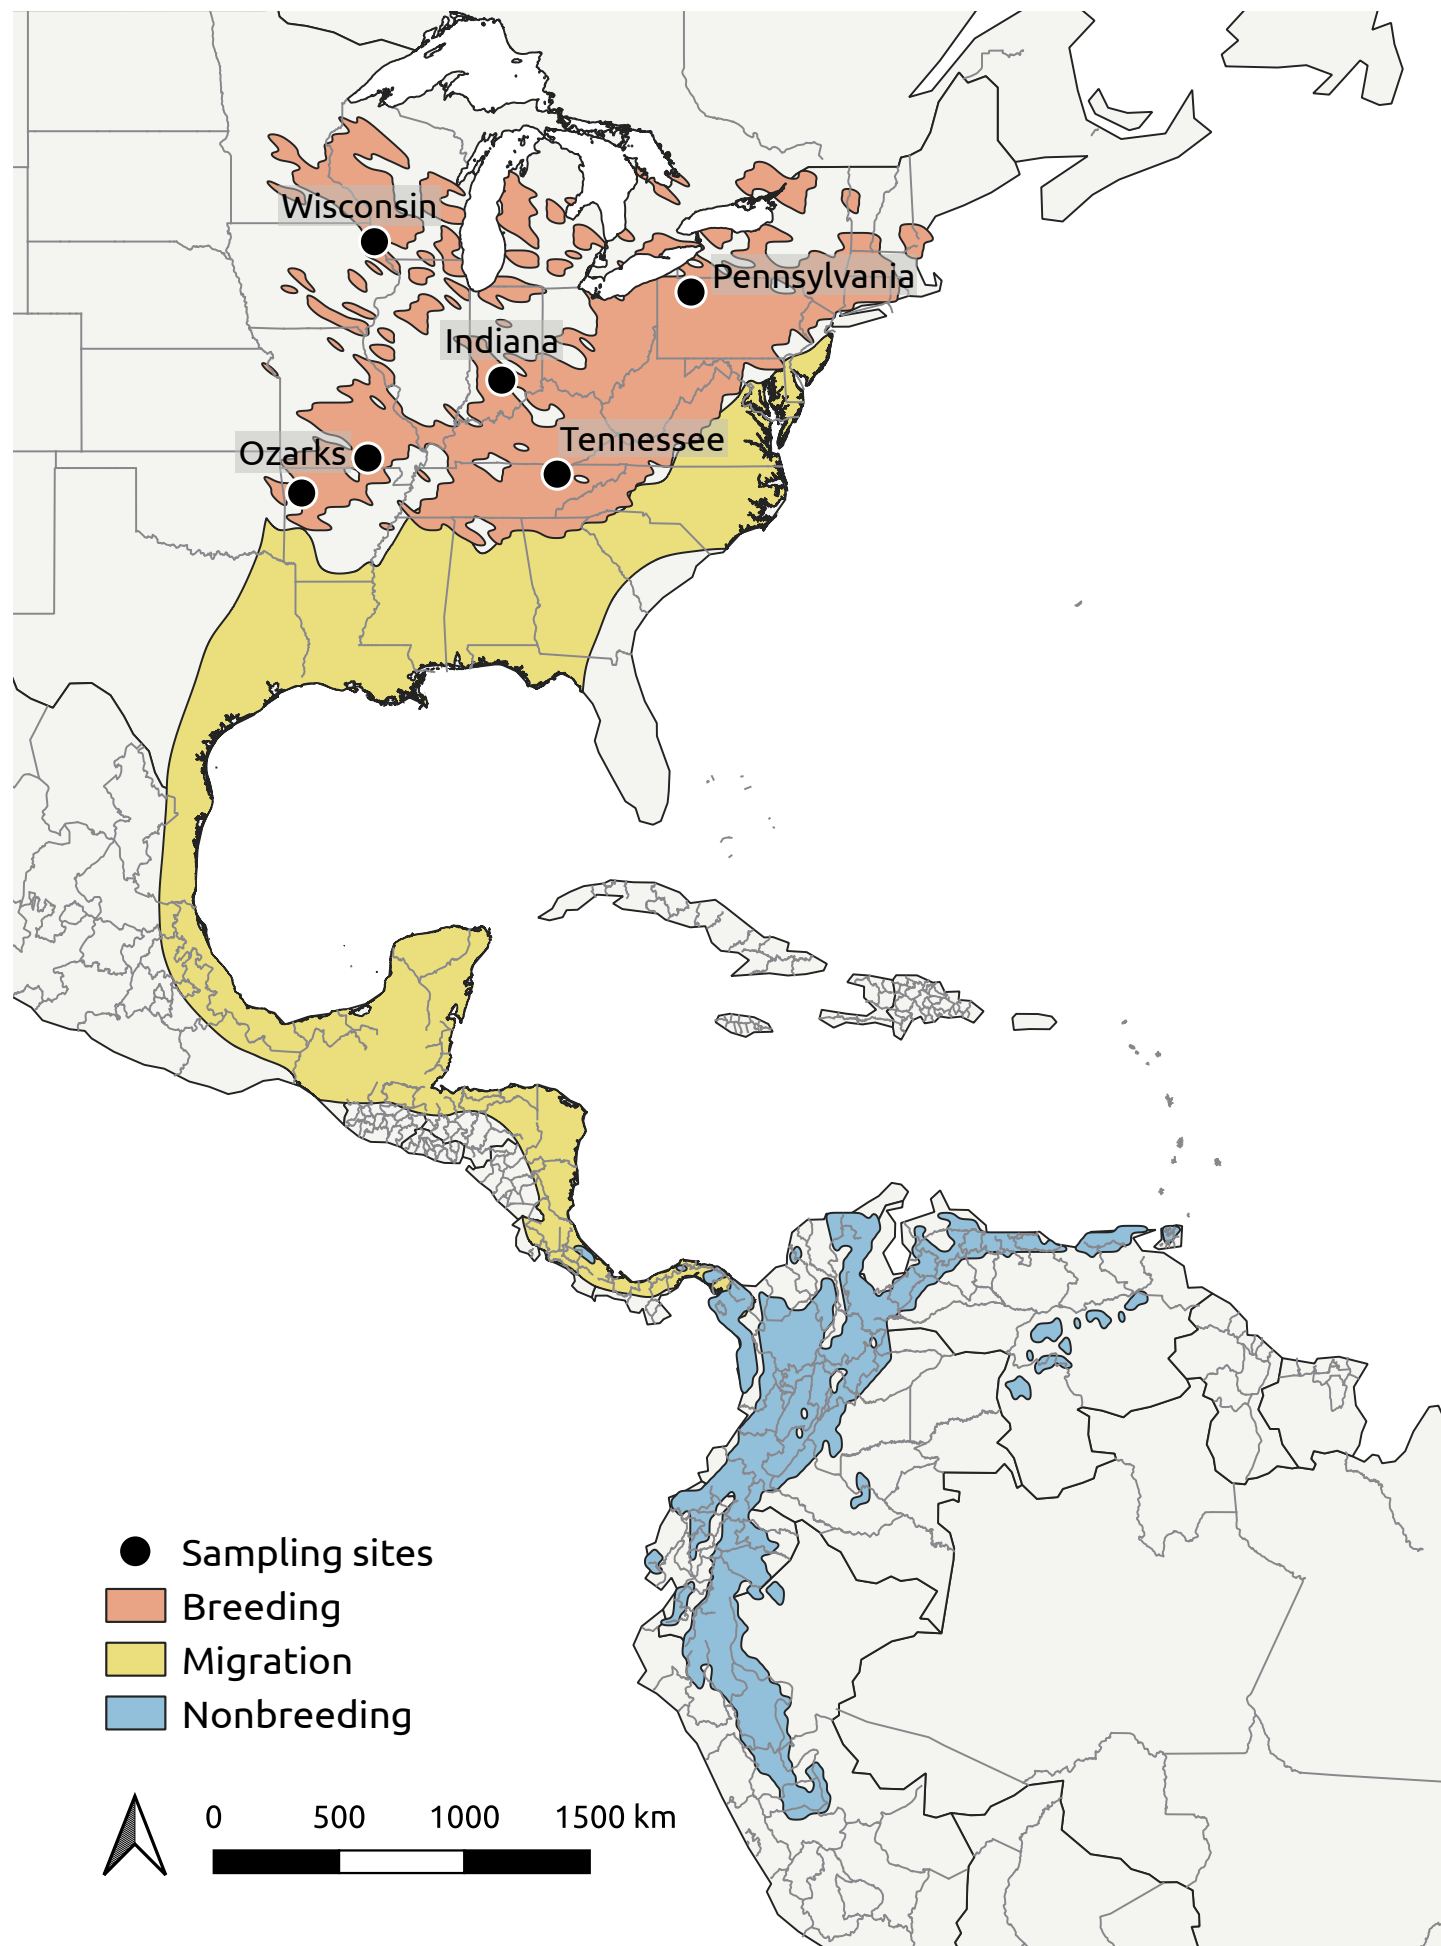 Wisconsin
Pennsylvania
Indiana
Tennessee
Ozarks
Sampling sites
Breeding
Migration
Nonbreeding
0 500 1000 1500 km